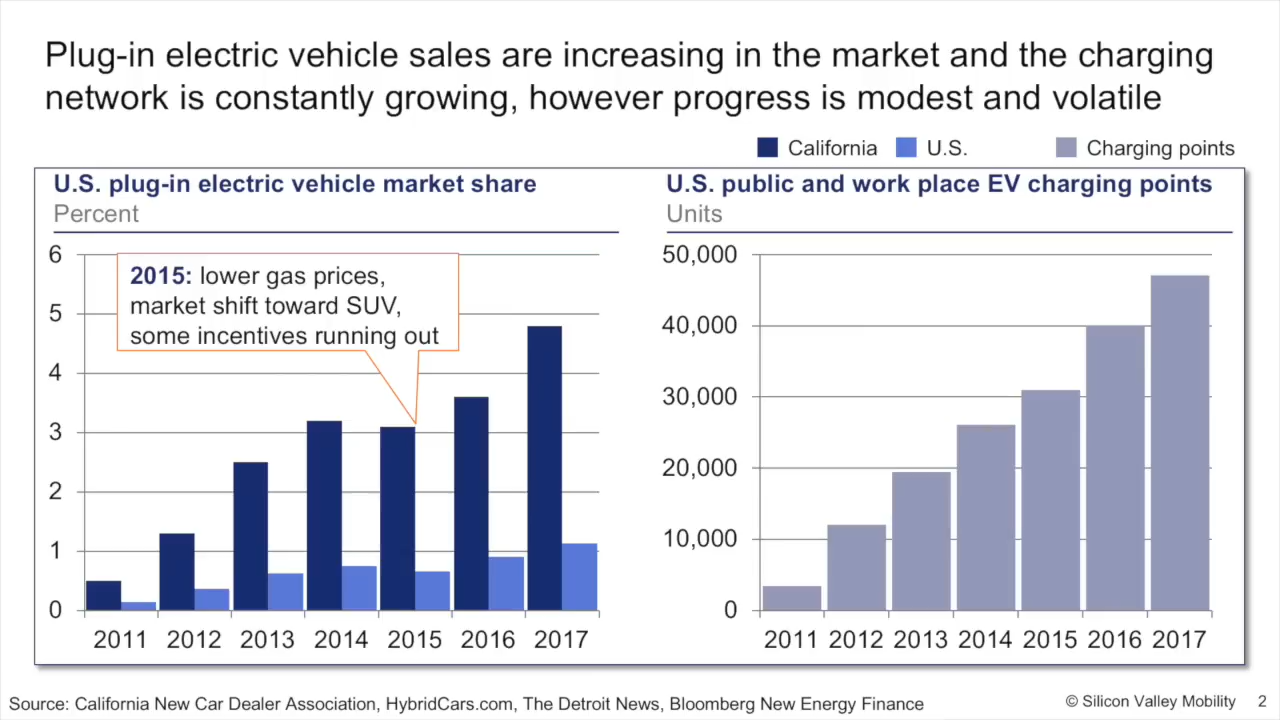 Plug-in electric vehicle sales are increasing in the market and the charging
network is constantly growing, however progress is modest and volatile
California
U.S.
Charging points
U.S. plug-in electric vehicle market share
Percent
6
5
4
3
2
1
0
2015: lower gas prices,
market shift toward SUV,
some incentives running out
2011 2012 2013 2014 2015 2016 2017
U.S. public and work place EV charging points
Units
50,000
40,000
30,000
20,000
10,000
0
2011 2012 2013 2014 2015 2016 2017
Source: California New Car Dealer Association, HybridCars.com, The Detroit News, Bloomberg New Energy Finance
© Silicon Valley Mobility 2